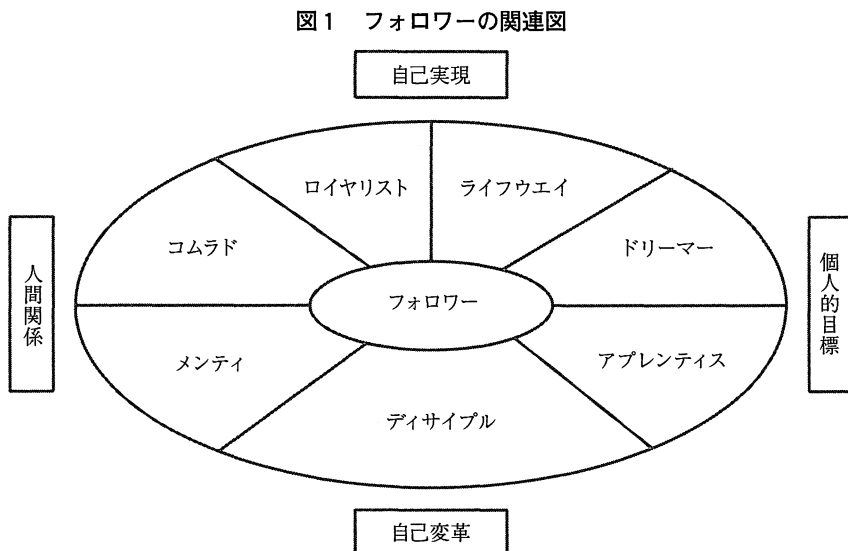 図1 フォロワーの関連図
自己実現
ロイヤリスト
ライフウエイ
コムラド
ドリーマー
人間関係
フォロワー
個人的目標
メンティ
アプレンティス
ディサイプル
自己変革